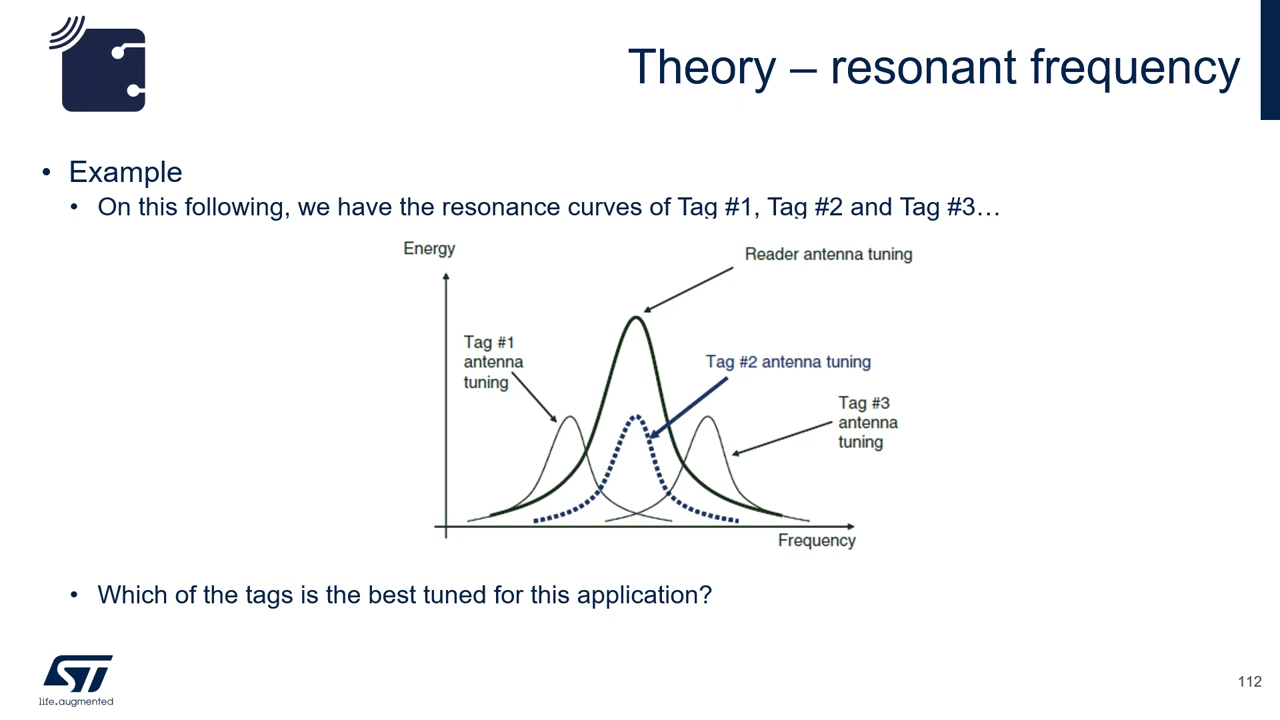 Theory – resonant frequency
• Example
• On this following, we have the resonance curves of Tag #1, Tag #2 and Tag #3…
Energy
Reader antenna tuning
Tag #1
antenna
tuning
Tag #2 antenna tuning
Tag #3
antenna
tuning
Frequency
• Which of the tags is the best tuned for this application?
ST
life.augmented
112